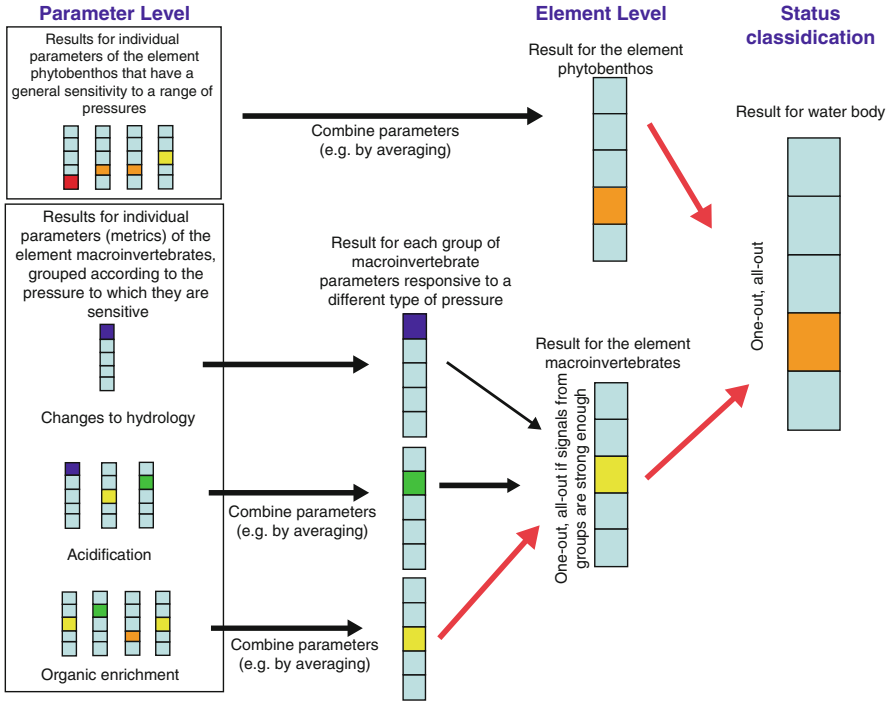 Parameter Level
Element Level
Status
classidication
Results for individual
parameters of the element
phytobenthos that have a
general sensitivity to a range of
pressures
Combine parameters
(e.g. by averaging)
Result for the element
phytobenthos
Result for water body
One-out, all-out
Results for individual
parameters (metrics) of the
element macroinvertebrates,
grouped according to the
pressure to which they are
sensitive
Changes to hydrology
Acidification
Organic enrichment
Combine parameters
(e.g. by averaging)
Combine parameters
(e.g. by averaging)
Result for each group of
macroinvertebrate
parameters responsive to a
different type of pressure
Result for the element
macroinvertebrates
One-out, all-out if signals from
groups are strong enough